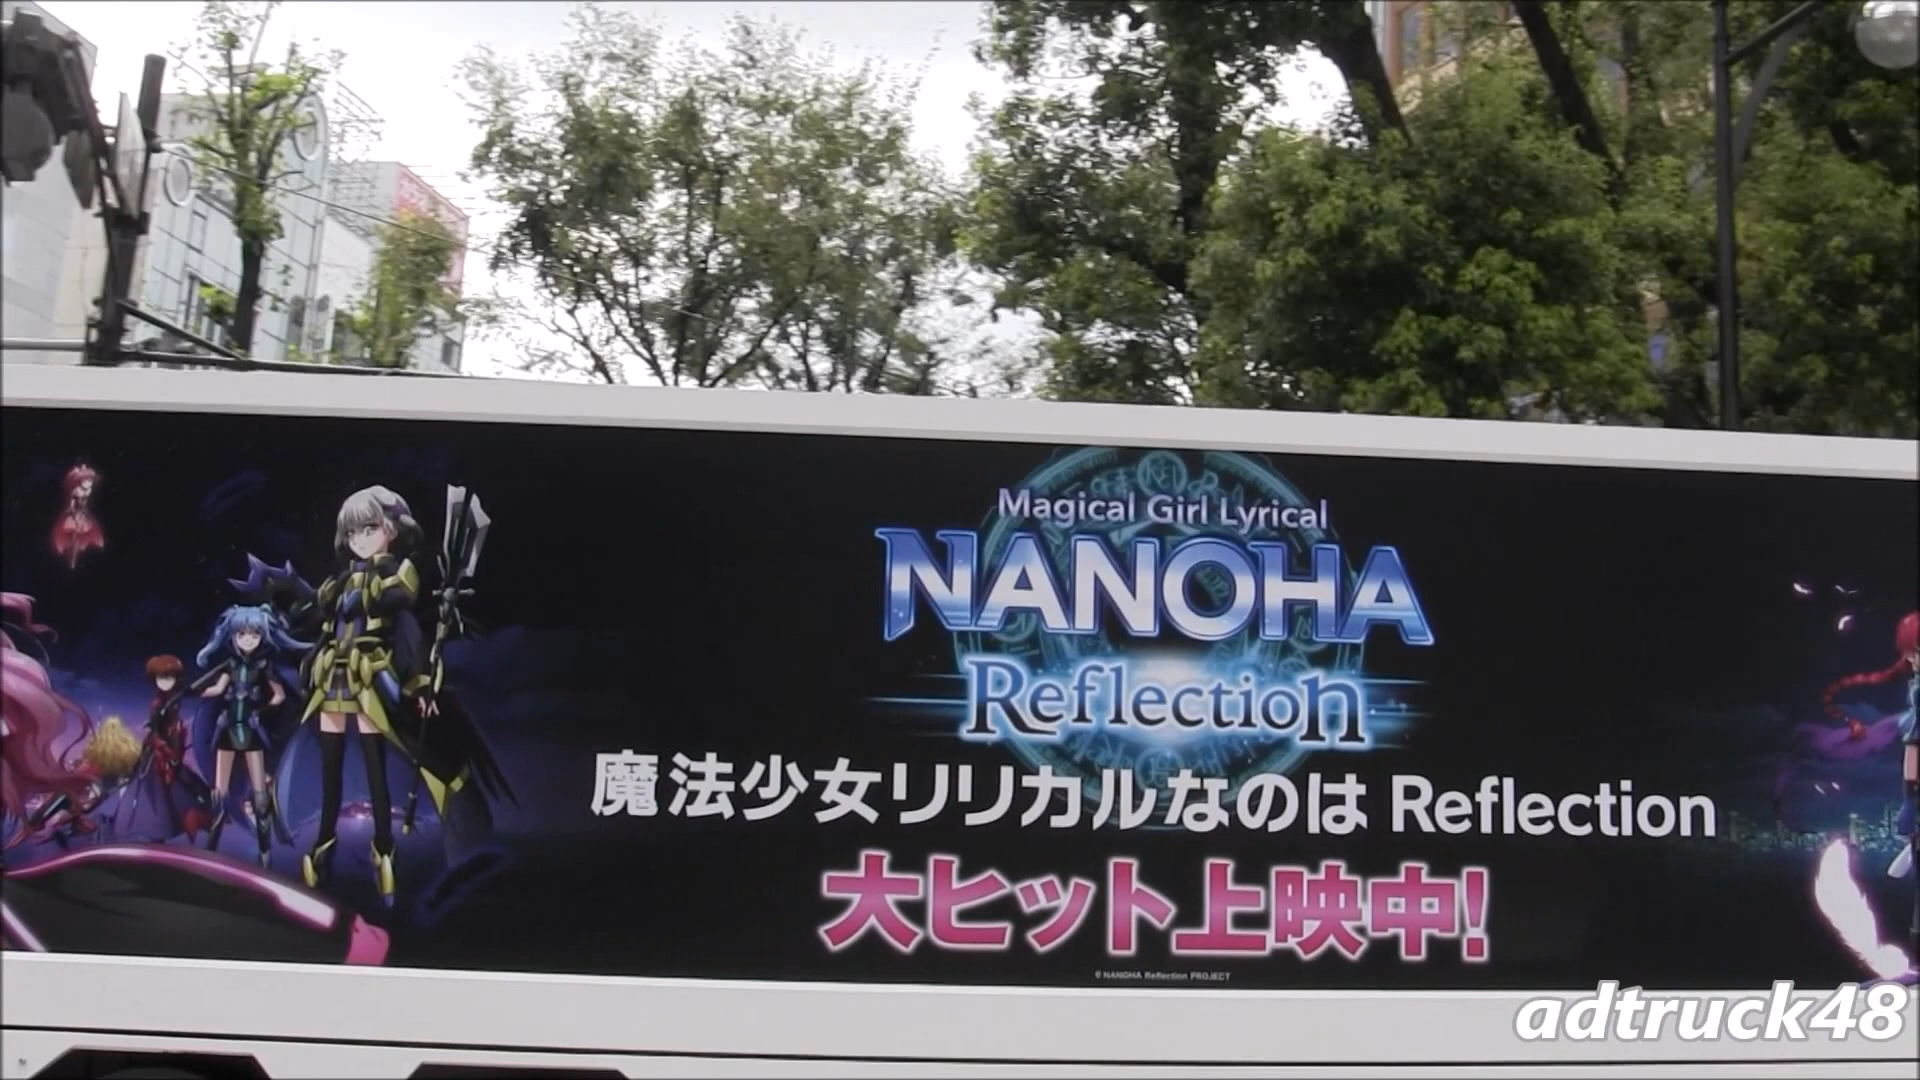 Magical Girl Lyrical
NANOHA
Reflection
魔法少女リリカルなのは Reflection
大ヒット上映中!
© NANOHA Reflection PROJECT
adtruck48